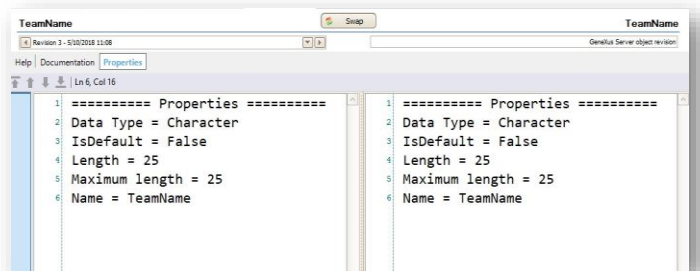 TeamName
Swap
TeamName
Revision 3 - 5/10/2018 11:08
GeneXus Server object revision
Help Documentation Properties
Ln 6, Col 16
1 ========== Properties ==========
2 Data Type = Character
3 IsDefault = False
4 Length = 25
5 Maximum length = 25
6 Name = TeamName
1 ========== Properties ==========
2 Data Type = Character
3 IsDefault = False
4 Length = 25
5 Maximum length = 25
6 Name = TeamName